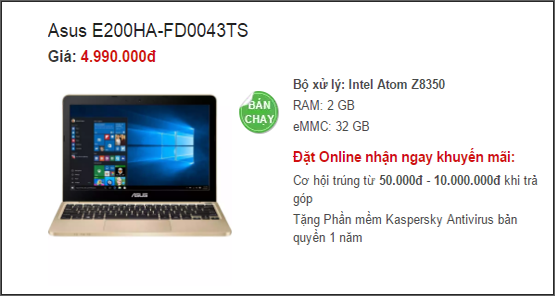 Asus E200HA-FD0043TS
Giá: 4.990.000đ
BÁN
CHẠY
Bộ xử lý: Intel Atom Z8350
RAM: 2 GB
eMMC: 32 GB
Đặt Online nhận ngay khuyến mãi:
Cơ hội trúng từ 50.000đ - 10.000.000đ khi trả
góp
Tặng Phần mềm Kaspersky Antivirus bản
quyền 1 năm
ASUS